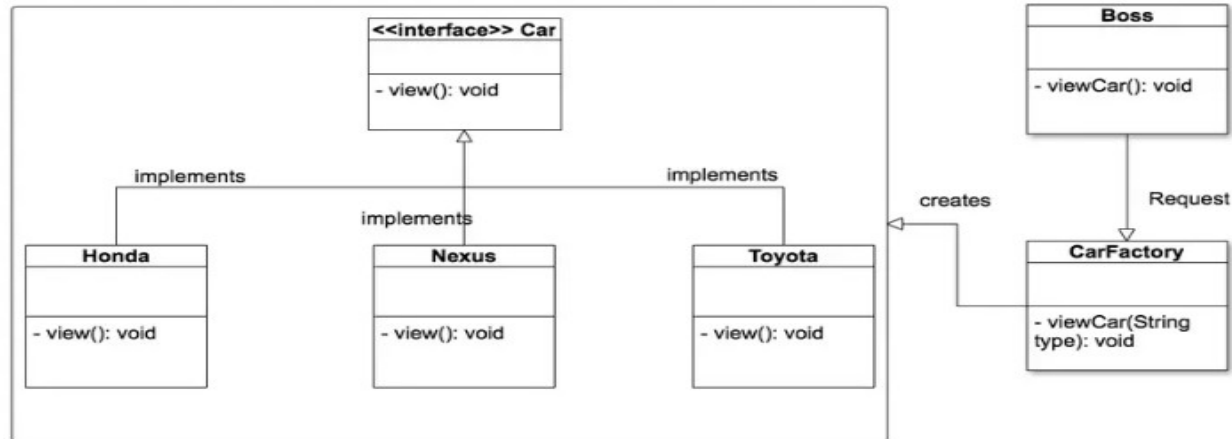 <<interface>> Car
- view(): void
Boss
- viewCar(): void
implements
implements
implements
creates
Request
Honda
- view(): void
Nexus
- view(): void
Toyota
- view(): void
CarFactory
- viewCar(String
type): void